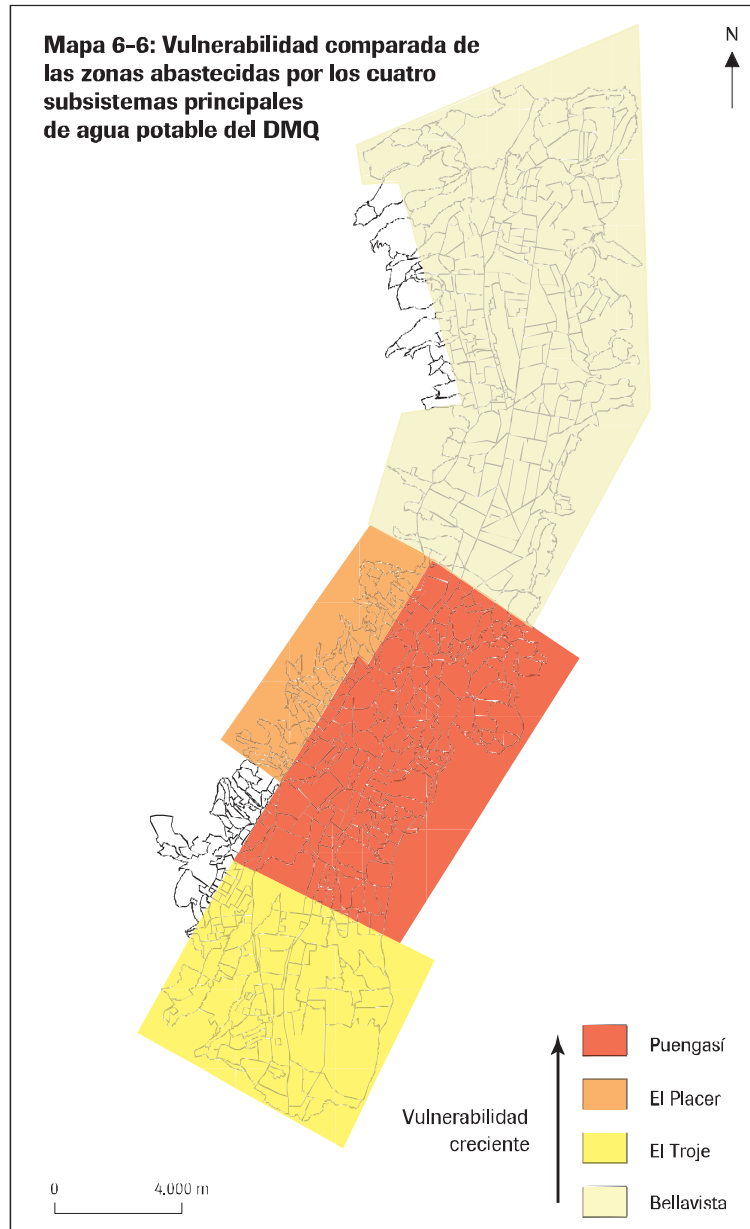 Mapa 6-6: Vulnerabilidad comparada de
las zonas abastecidas por los cuatro
subsistemas principales
de agua potable del DMQ
N
Puengasí
El Placer
El Troje
Bellavista
Vulnerabilidad
creciente
0 4.000 m